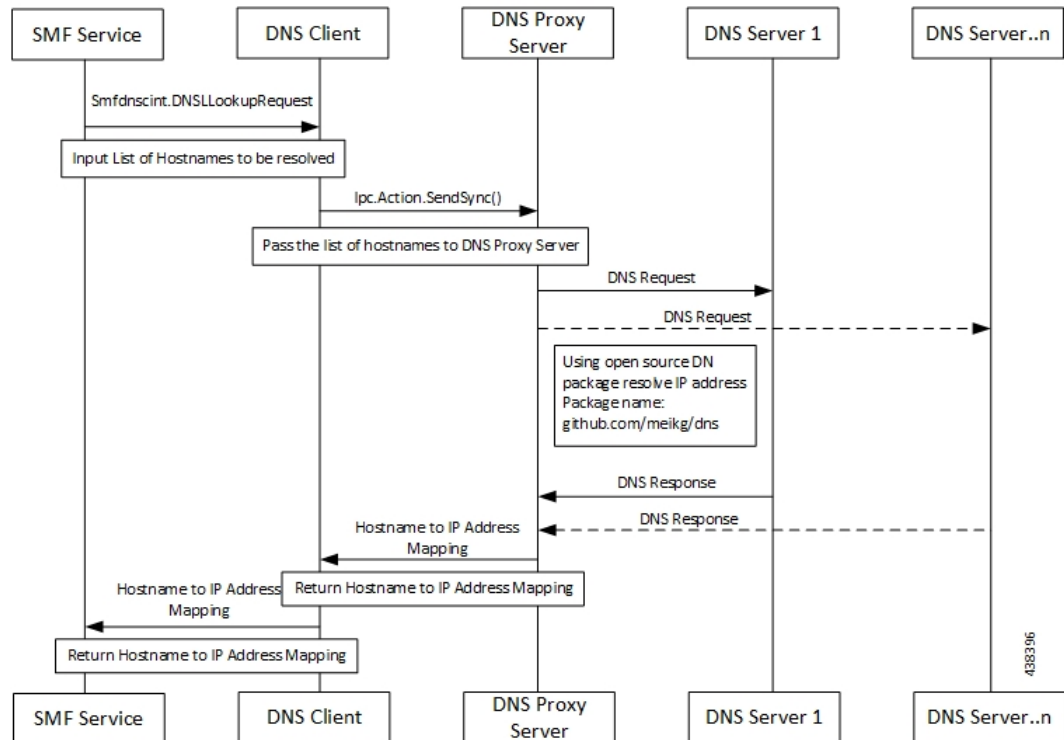 SMF Service
DNS Client
DNS Proxy
Server
DNS Server 1
DNS Server..n
Smfdnscint.DNSLLookupRequest
Input List of Hostnames to be resolved
Ipc.Action.SendSync()
Pass the list of hostnames to DNS Proxy Server
DNS Request
DNS Request
Using open source DN
package resolve IP address
Package name:
github.com/meikg/dns
DNS Response
DNS Response
Hostname to IP Address
Mapping
Return Hostname to IP Address Mapping
Hostname to IP Address
Mapping
Return Hostname to IP Address Mapping
438396
SMF Service
DNS Client
DNS Proxy
Server
DNS Server 1
DNS Server..n